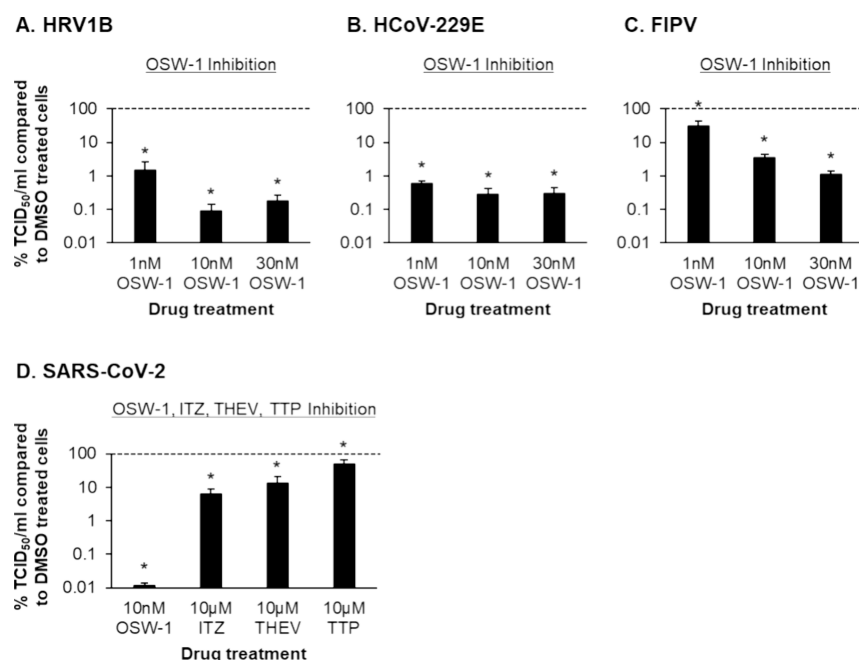 A. HRV1B
B. HCoV-229E
C. FIPV
OSW-1 Inhibition
OSW-1 Inhibition
OSW-1 Inhibition
% TCID50/ml compared
to DMSO treated cells
100
10
1
0.1
0.01
*
*
*
1nM
OSW-1
10nM
OSW-1
30nM
OSW-1
Drug treatment
100
10
1
0.1
0.01
*
*
*
1nM
OSW-1
10nM
OSW-1
30nM
OSW-1
Drug treatment
100
10
1
0.1
0.01
*
*
*
1nM
OSW-1
10nM
OSW-1
30nM
OSW-1
Drug treatment
D. SARS-CoV-2
OSW-1, ITZ, THEV, TTP Inhibition
% TCID50/ml compared
to DMSO treated cells
100
10
1
0.1
0.01
*
*
*
*
10nM
OSW-1
10µM
ITZ
10µM
THEV
10µM
TTP
Drug treatment